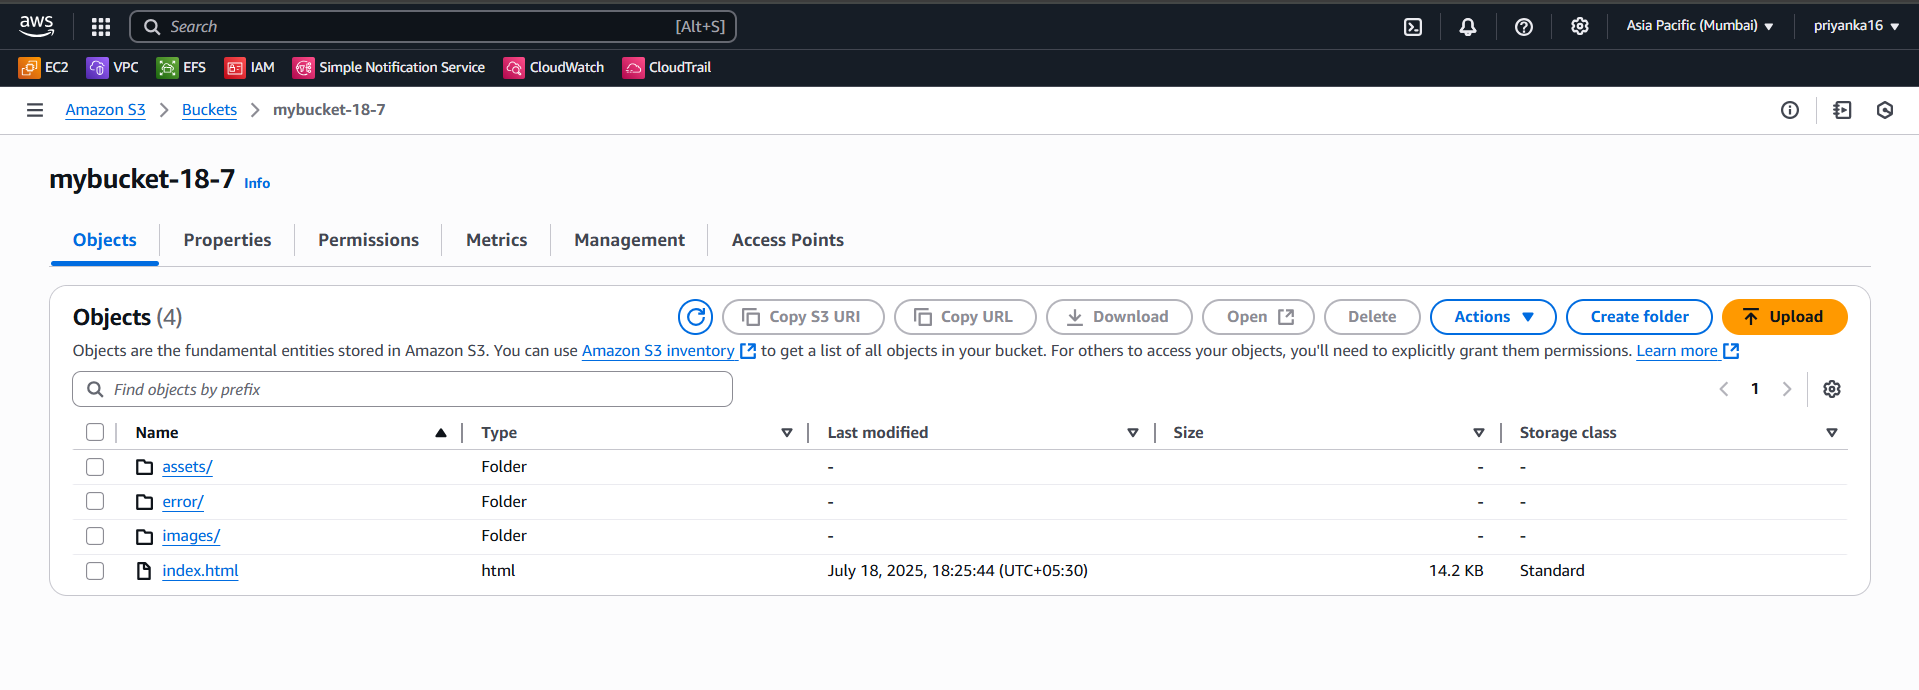 aws Search [Alt+S] Asia Pacific (Mumbai) priyanka16
EC2 VPC EFS IAM Simple Notification Service CloudWatch CloudTrail
Amazon S3 Buckets mybucket-18-7
mybucket-18-7 Info
Objects Properties Permissions Metrics Management Access Points
Objects (4) Copy S3 URI Copy URL Download Open Delete Actions Create folder Upload
Objects are the fundamental entities stored in Amazon S3. You can use Amazon S3 inventory to get a list of all objects in your bucket. For others to access your objects, you'll need to explicitly grant them permissions. Learn more
Find objects by prefix 1
Name Type Last modified Size Storage class
assets/ Folder - - -
error/ Folder - - -
images/ Folder - - -
index.html html July 18, 2025, 18:25:44 (UTC+05:30) 14.2 KB Standard